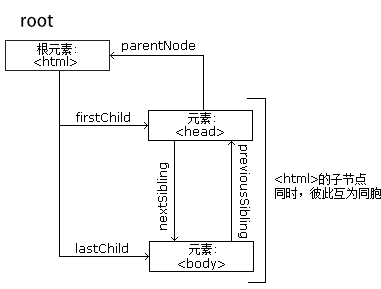 root
根元素:
<html>
parentNode
firstChild
元素:
<head>
nextSibling
previousSibling
<html>的子节点
同时，彼此互为同胞
lastChild
元素:
<body>